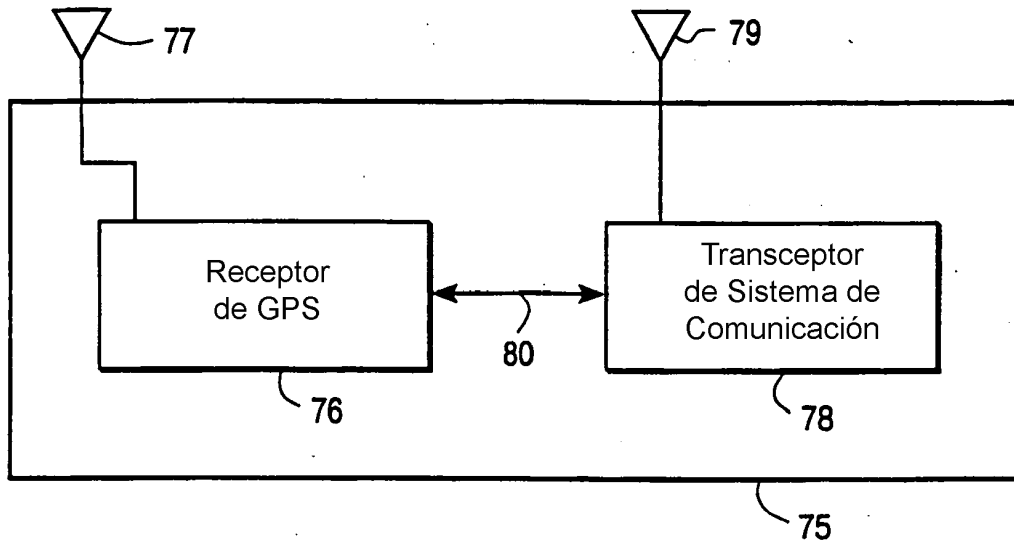 77
79
Receptor
de GPS
Transceptor
de Sistema de
Comunicación
80
76
78
75